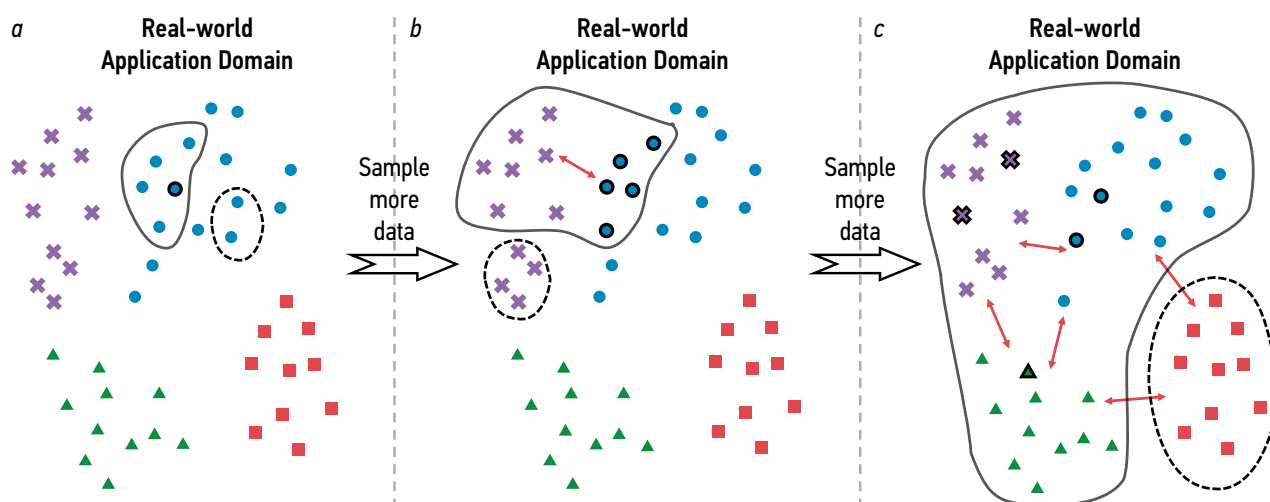 a
Real-world
Application Domain
Sample
more
data
b
Real-world
Application Domain
Sample
more
data
c
Real-world
Application Domain